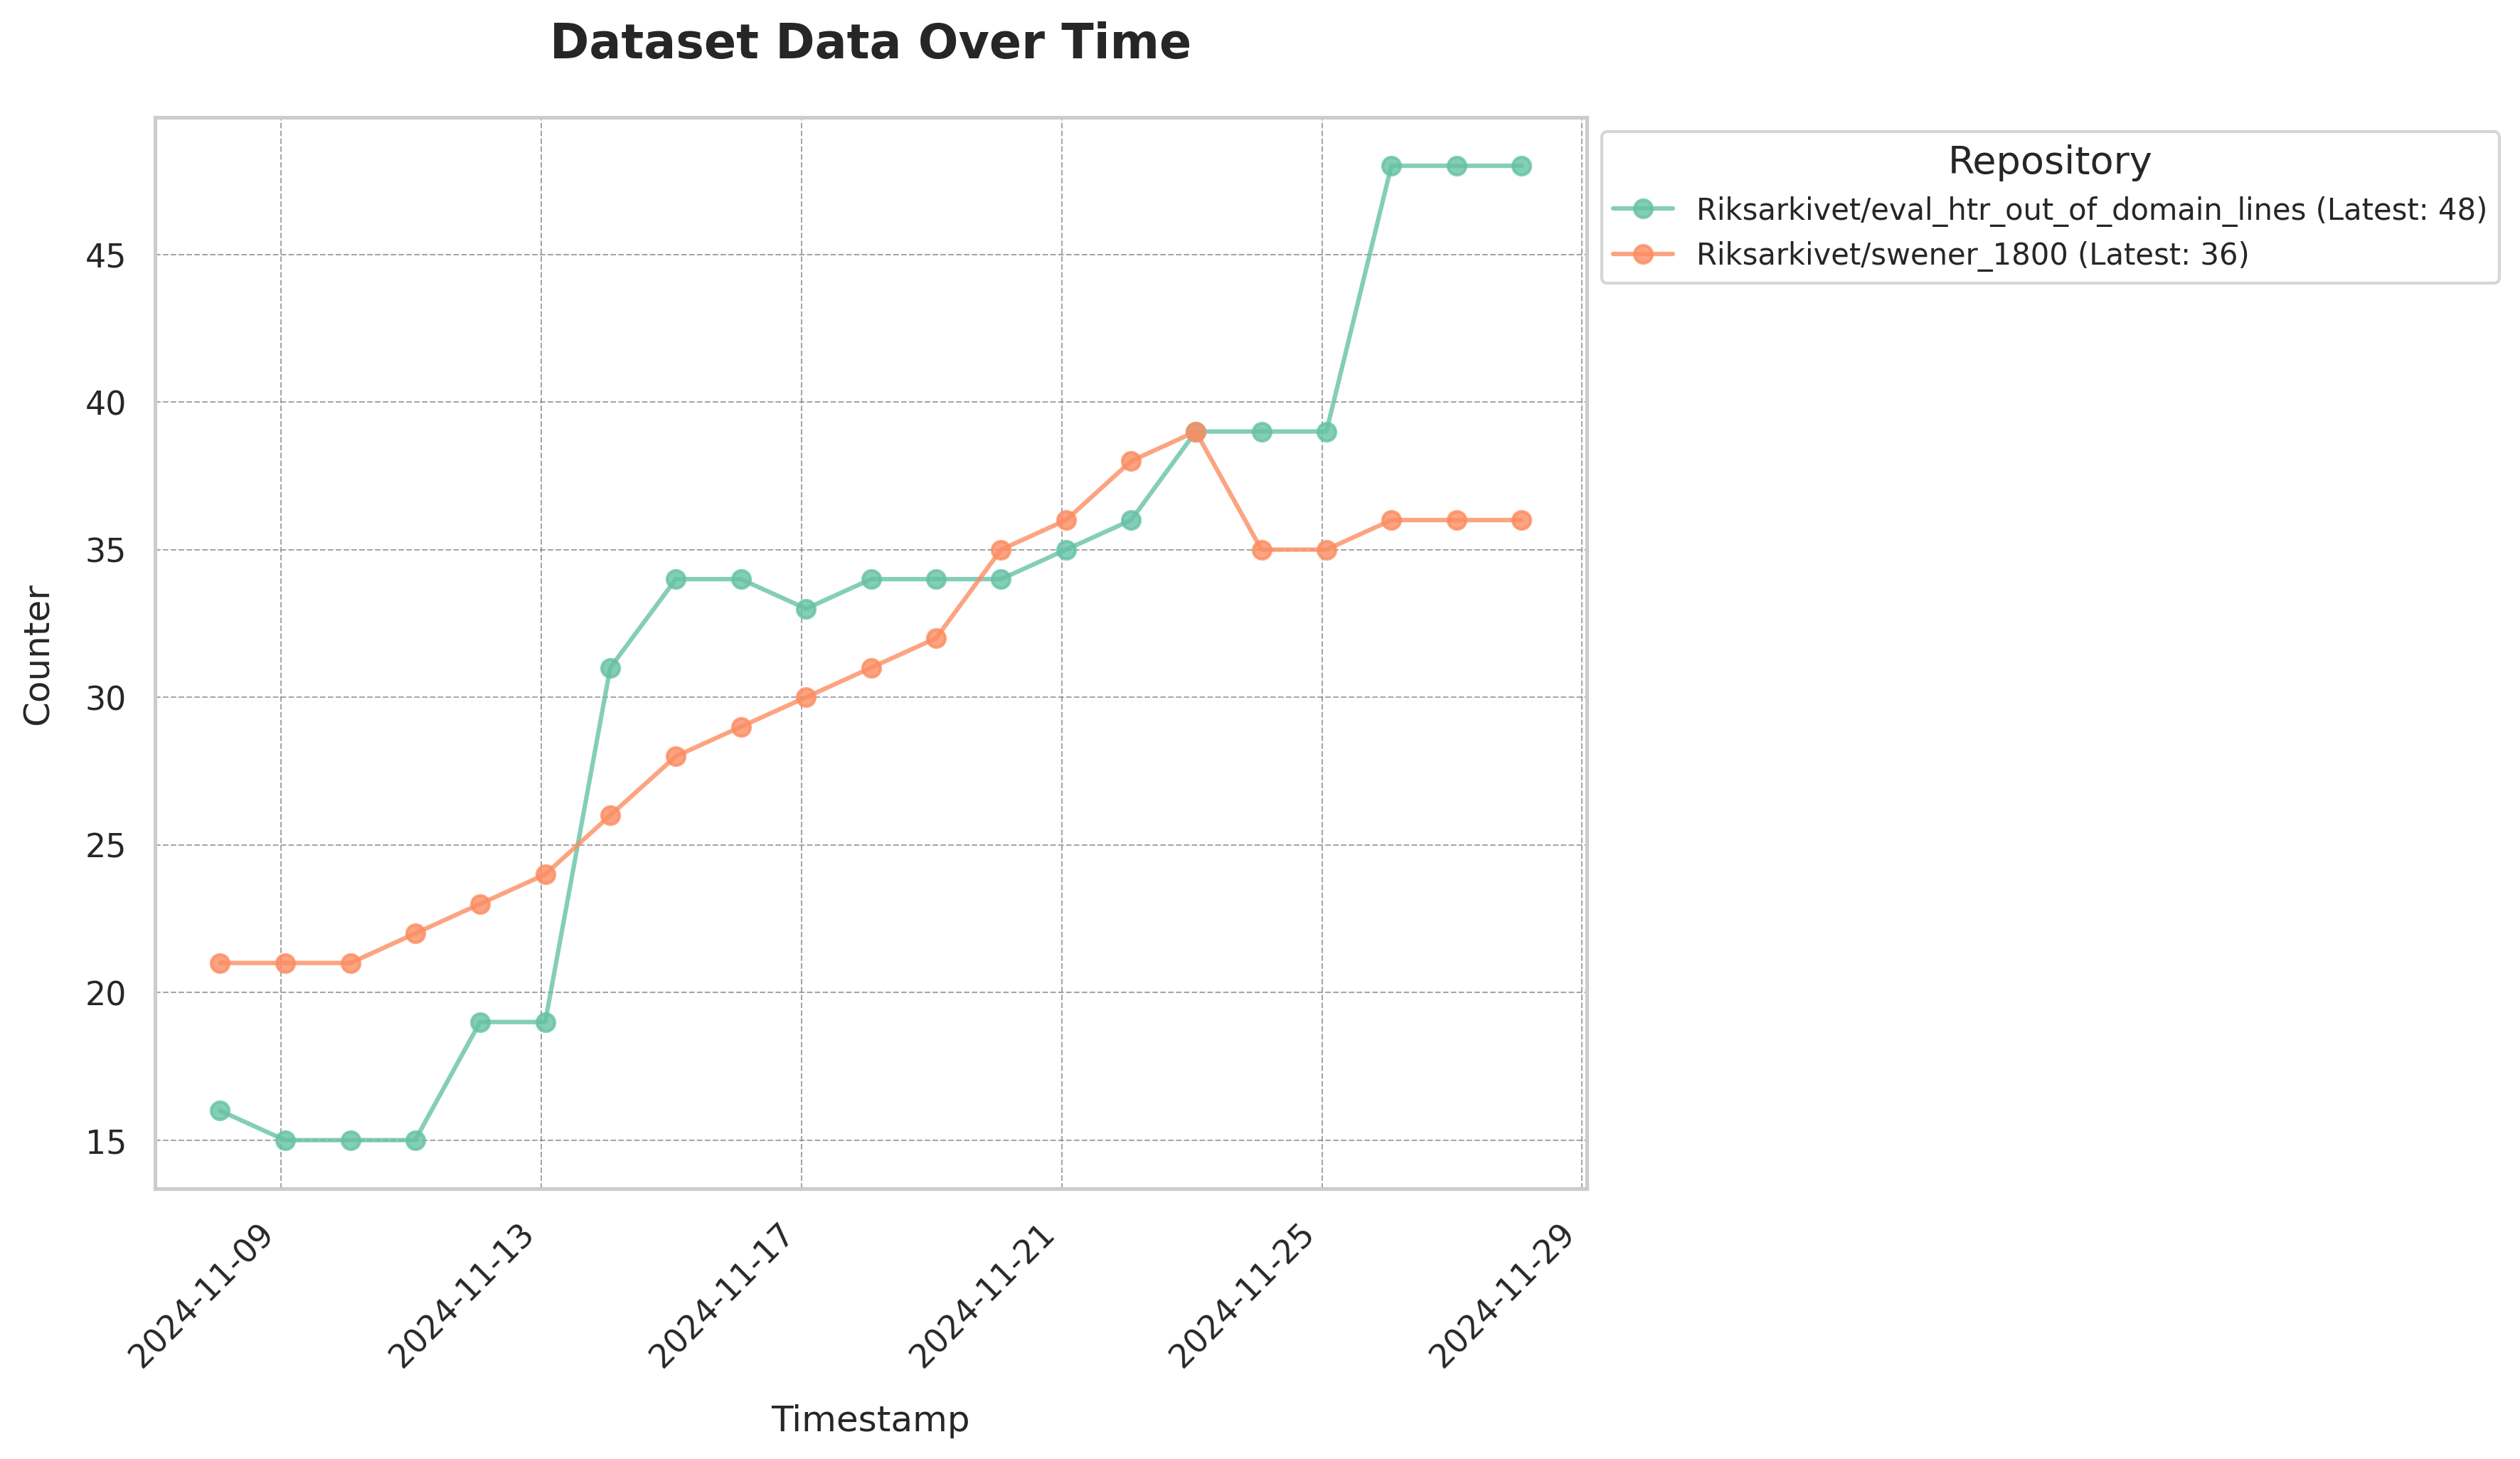 Dataset Data Over Time
Repository
Riksarkivet/eval_htr_out_of_domain_lines (Latest: 48)
Riksarkivet/swener_1800 (Latest: 36)
Counter
45
40
35
30
25
20
15
2024-11-09
2024-11-13
2024-11-17
2024-11-21
2024-11-25
2024-11-29
Timestamp